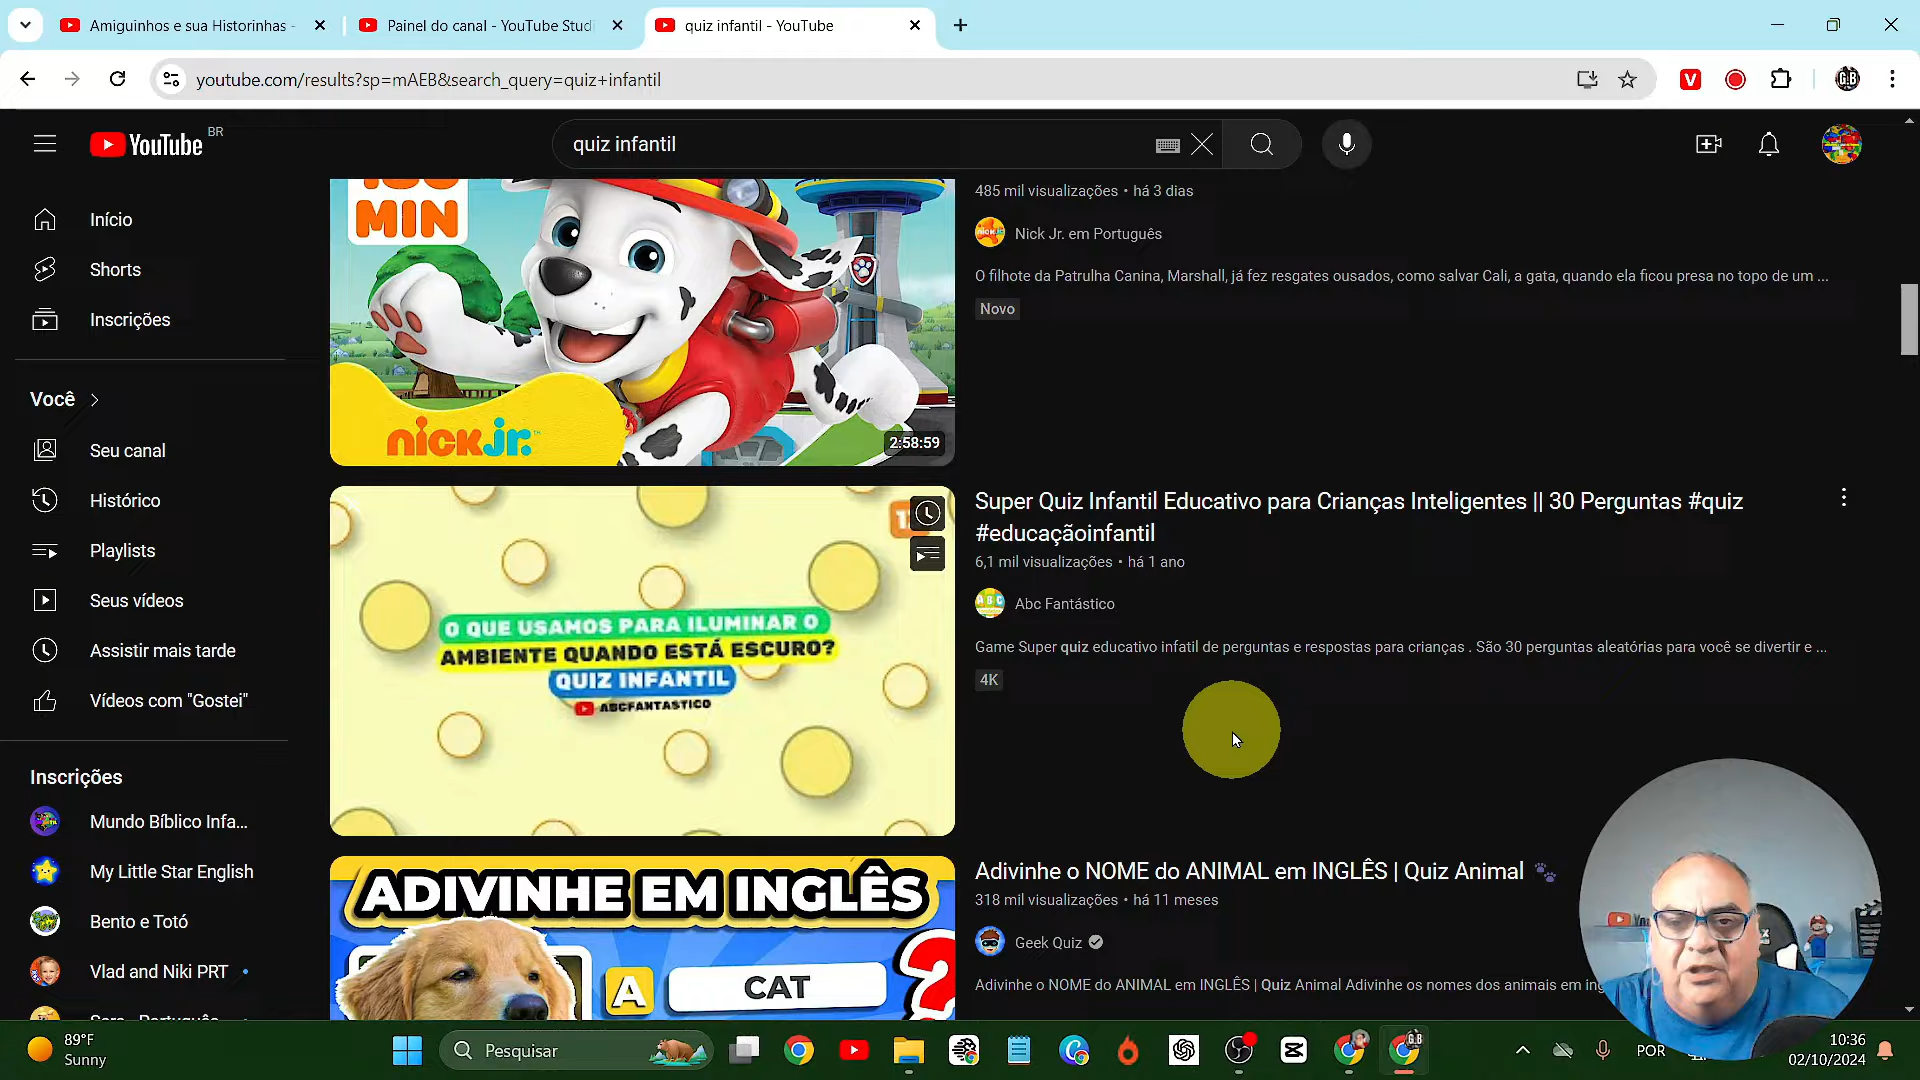 Amiguinhos e sua Historinhas -
Painel do canal - YouTube Studi
quiz infantil - YouTube
youtube.com/results?sp=mAEB&search_query=quiz+infantil
YouTube BR
quiz infantil
Início
Shorts
Inscrições
Você
Seu canal
Histórico
Playlists
Seus vídeos
Assistir mais tarde
Vídeos com "Gostei"
Inscrições
Mundo Bíblico Infa...
My Little Star English
Bento e Totó
Vlad and Niki PRT
MIN
nickjr.
2:58:59
485 mil visualizações • há 3 dias
Nick Jr. em Português
O filhote da Patrulha Canina, Marshall, já fez resgates ousados, como salvar Cali, a gata, quando ela ficou presa no topo de um ...
Novo
O QUE USAMOS PARA ILUMINAR O
AMBIENTE QUANDO ESTÁ ESCURO?
QUIZ INFANTIL
ABCFANTASTICO
Super Quiz Infantil Educativo para Crianças Inteligentes || 30 Perguntas #quiz
#educaçãoinfantil
6,1 mil visualizações • há 1 ano
ABC
Abc Fantástico
Game Super quiz educativo infatil de perguntas e respostas para crianças . São 30 perguntas aleatórias para você se divertir e ...
4K
ADIVINHE EM INGLÊS
A
CAT
?
Adivinhe o NOME do ANIMAL em INGLÊS | Quiz Animal
318 mil visualizações • há 11 meses
Geek Quiz
Adivinhe o NOME do ANIMAL em INGLÊS | Quiz Animal Adivinhe os nomes dos animais em
89°F
Sunny
Pesquisar
POR
10:36
02/10/2024